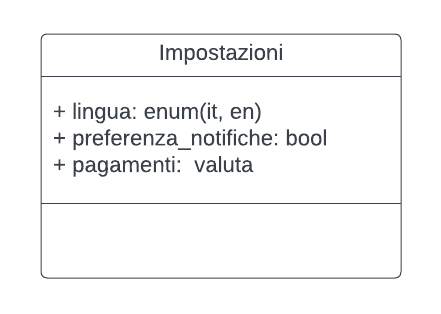 Impostazioni
+ lingua: enum(it, en)
+ preferenza_notifiche: bool
+ pagamenti:  valuta